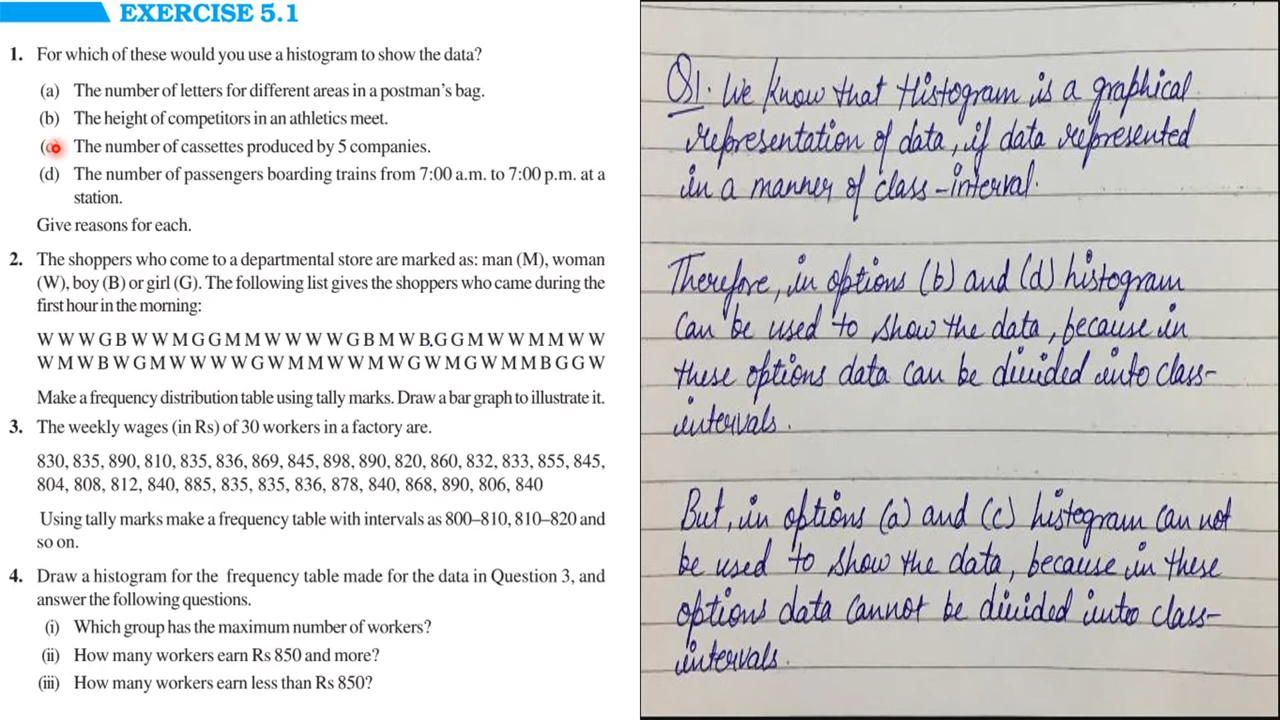 EXERCISE 5.1
1. For which of these would you use a histogram to show the data?
(a) The number of letters for different areas in a postman's bag.
(b) The height of competitors in an athletics meet.
(c) The number of cassettes produced by 5 companies.
(d) The number of passengers boarding trains from 7:00 a.m. to 7:00 p.m. at a
station.
Give reasons for each.
2. The shoppers who come to a departmental store are marked as: man (M), woman
(W), boy (B) or girl (G). The following list gives the shoppers who came during the
first hour in the morning:
W W W G B W W M G G M M W W W W G B M W B G G M W W M M W W
W M W B W G M W W W W G W M M W W M W G W M G W M M B G G W
Make a frequency distribution table using tally marks. Draw a bar graph to illustrate it.
3. The weekly wages (in Rs) of 30 workers in a factory are.
830, 835, 890, 810, 835, 836, 869, 845, 898, 890, 820, 860, 832, 833, 855, 845,
804, 808, 812, 840, 885, 835, 835, 836, 878, 840, 868, 890, 806, 840
Using tally marks make a frequency table with intervals as 800–810, 810–820 and
so on.
4. Draw a histogram for the frequency table made for the data in Question 3, and
answer the following questions.
(i) Which group has the maximum number of workers?
(ii) How many workers earn Rs 850 and more?
(iii) How many workers earn less than Rs 850?
Q1. We know that Histogram is a graphical
representation of data, if data represented
in a manner of class-interval.
Therefore, in options (b) and (d) histogram
can be used to show the data, because in
these options data can be divided into class-
intervals.
But, in options (a) and (c) histogram can not
be used to show the data, because in these
options data cannot be divided into class-
intervals.